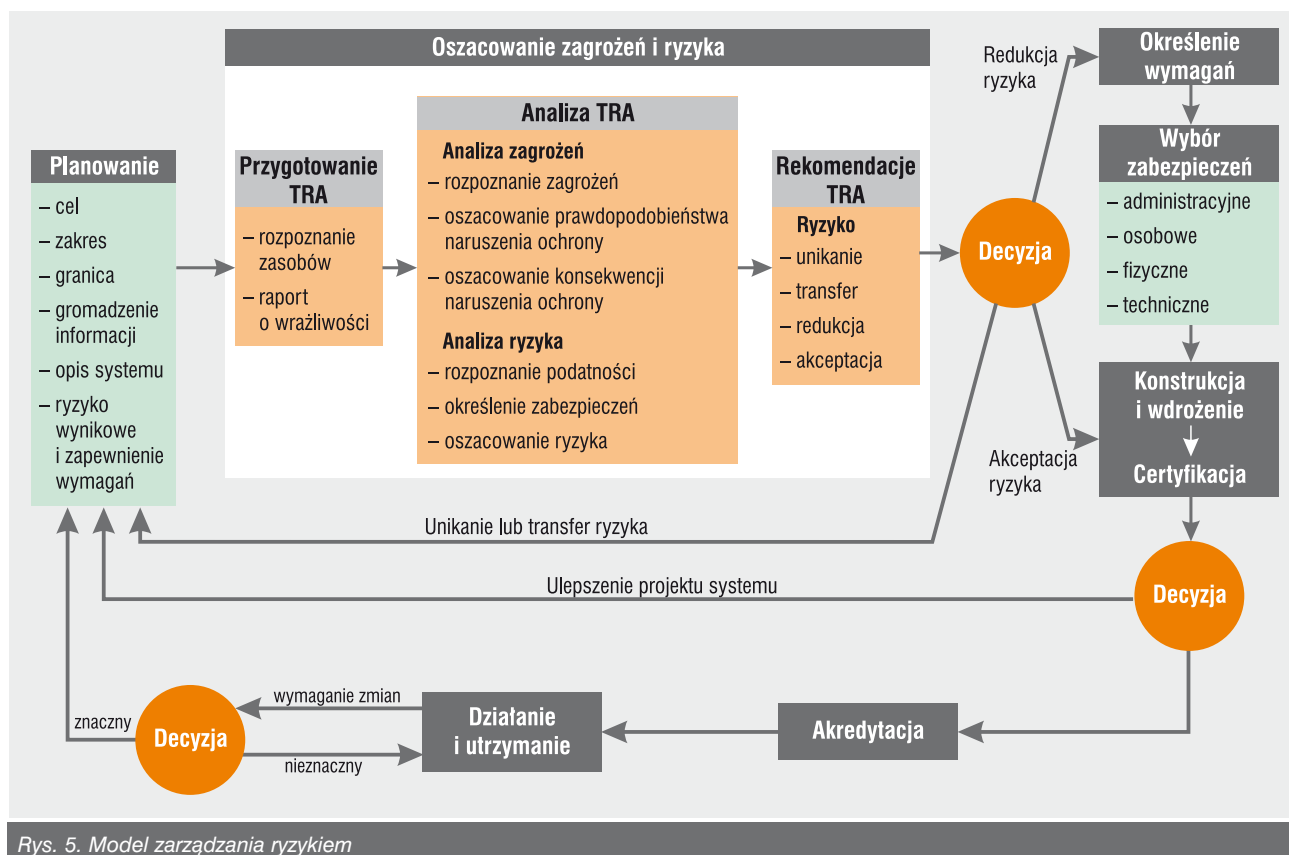 Oszacowanie zagrożeń i ryzyka
Planowanie
– cel
– zakres
– granica
– gromadzenie
informacji
– opis systemu
– ryzyko
wynikowe
i zapewnienie
wymagań
Przygotowanie
TRA
– rozpoznanie
zasobów
– raport
o wrażliwości
Analiza TRA
Analiza zagrożeń
– rozpoznanie zagrożeń
– oszacowanie prawdopodobieństwa
naruszenia ochrony
– oszacowanie konsekwencji
naruszenia ochrony
Analiza ryzyka
– rozpoznanie podatności
– określenie zabezpieczeń
– oszacowanie ryzyka
Rekomendacje
TRA
Ryzyko
– unikanie
– transfer
– redukcja
– akceptacja
Decyzja
Redukcja
ryzyka
Określenie
wymagań
Wybór
zabezpieczeń
– administracyjne
– osobowe
– fizyczne
– techniczne
Akceptacja
ryzyka
Konstrukcja
i wdrożenie
Certyfikacja
Unikanie lub transfer ryzyka
Ulepszenie projektu systemu
Decyzja
Akredytacja
Działanie
i utrzymanie
wymaganie zmian
nieznaczny
Decyzja
znaczny
Rys. 5. Model zarządzania ryzykiem